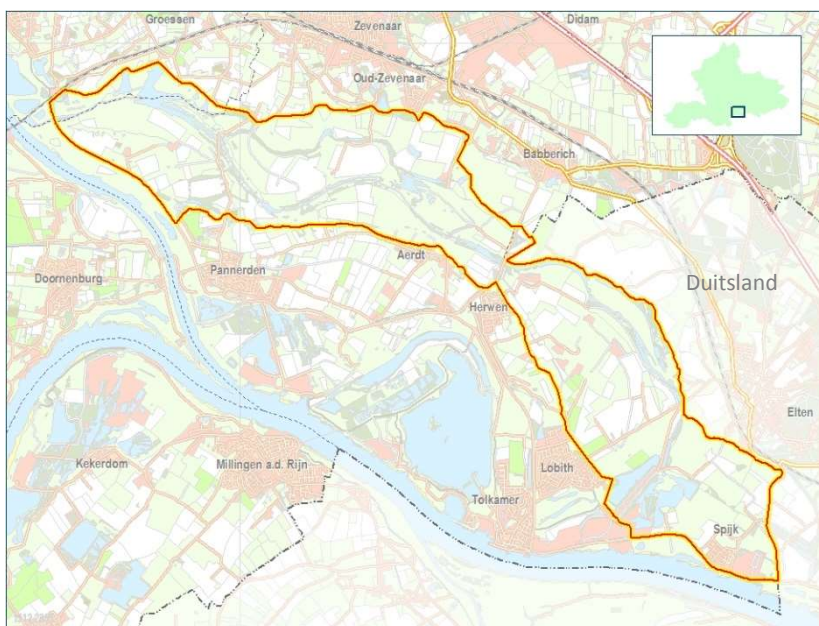 Groessen
Zevenaar
Didam
Oud-Zevenaar
Babberich
Doornenburg
Pannerden
Aerdt
Duitsland
Herwen
Elten
Kekerdom
Millingen a.d. Rijn
Lobith
Tolkamer
Spijk